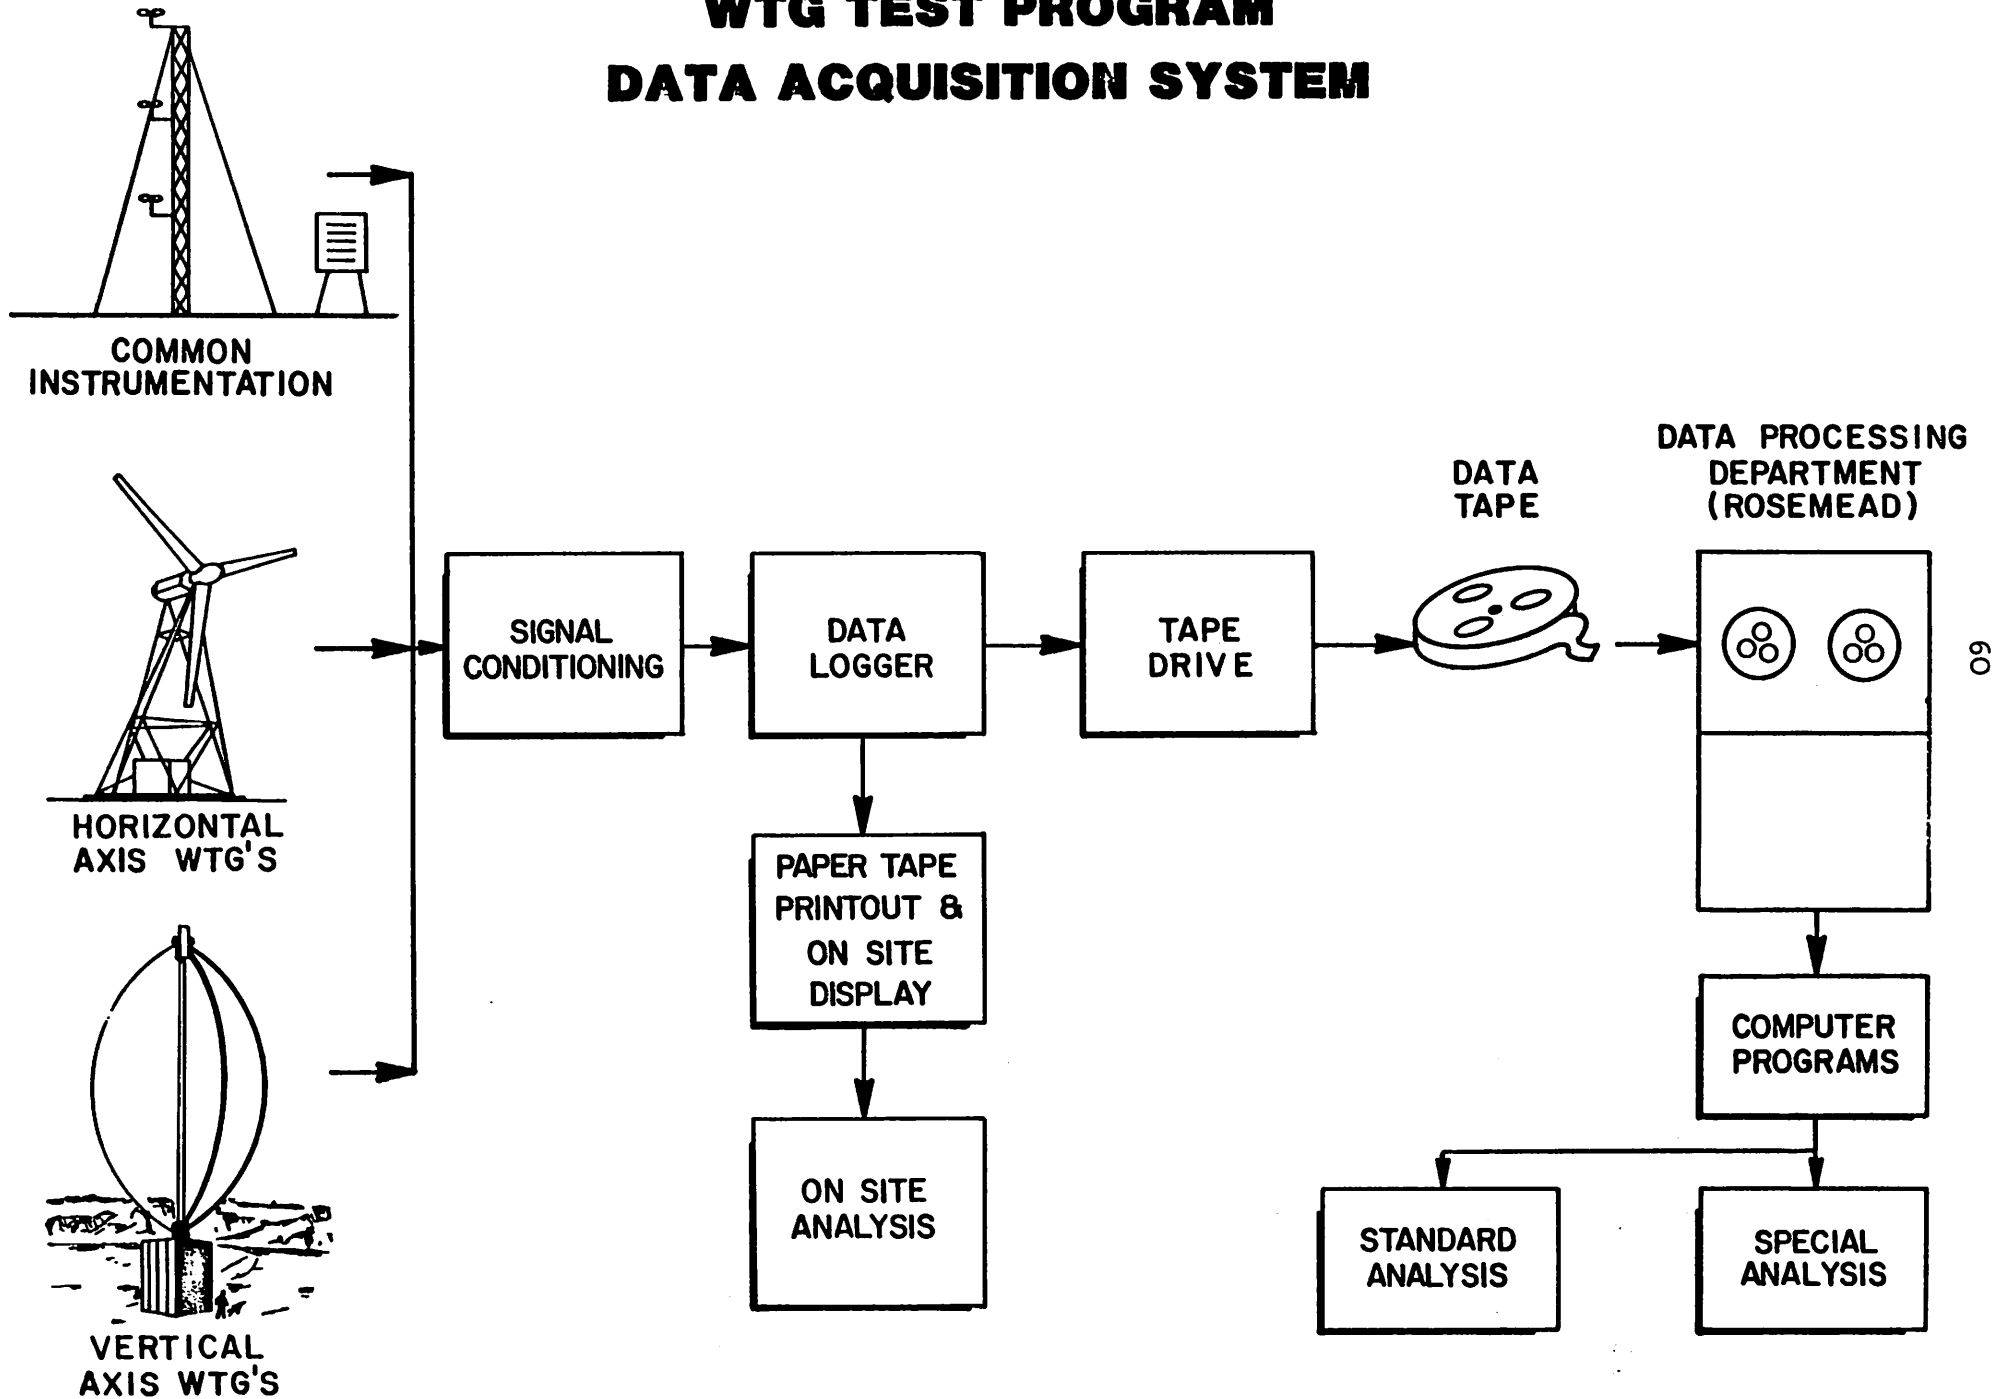 WTG TEST PROGRAM
DATA ACQUISITION SYSTEM
COMMON
INSTRUMENTATION
HORIZONTAL
AXIS WTG'S
VERTICAL
AXIS WTG'S
SIGNAL
CONDITIONING
DATA
LOGGER
PAPER TAPE
PRINTOUT &
ON SITE
DISPLAY
ON SITE
ANALYSIS
TAPE
DRIVE
DATA
TAPE
DATA PROCESSING
DEPARTMENT
(ROSEMEAD)
COMPUTER
PROGRAMS
STANDARD
ANALYSIS
SPECIAL
ANALYSIS
60